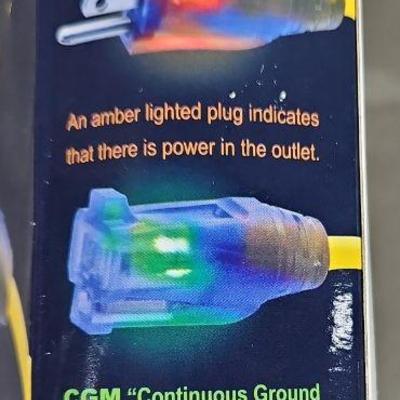 An amber lighted plug indicates
that there is power in the outlet.
CGM "Continuous Ground